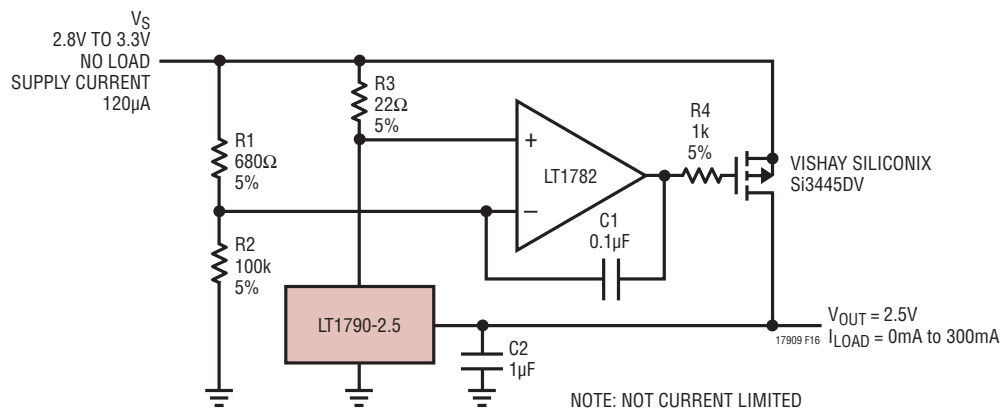 VS
2.8V TO 3.3V
NO LOAD
SUPPLY CURRENT
120µA
R1
680Ω
5%
R2
100k
5%
R3
22Ω
5%
+
LT1782
–
C1
0.1µF
R4
1k
5%
VISHAY SILICONIX
Si3445DV
LT1790-2.5
C2
1µF
VOUT = 2.5V
ILOAD = 0mA to 300mA
17909 F16
NOTE: NOT CURRENT LIMITED